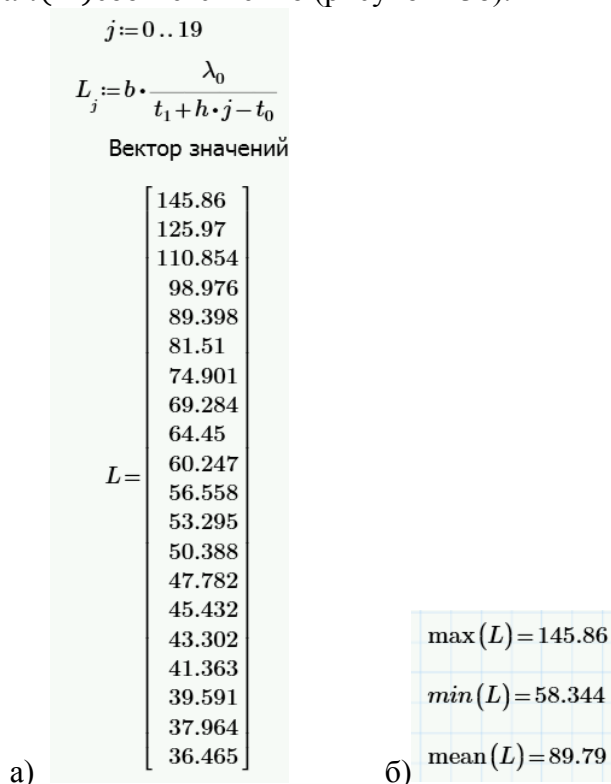 j:=0..19
L_j:=b·λ_0/(t_1+h·j−t_0)
Вектор значений
L=
145.86
125.97
110.854
98.976
89.398
81.51
74.901
69.284
64.45
60.247
56.558
53.295
50.388
47.782
45.432
43.302
41.363
39.591
37.964
36.465
а)
max(L)=145.86
min(L)=58.344
mean(L)=89.79
б)